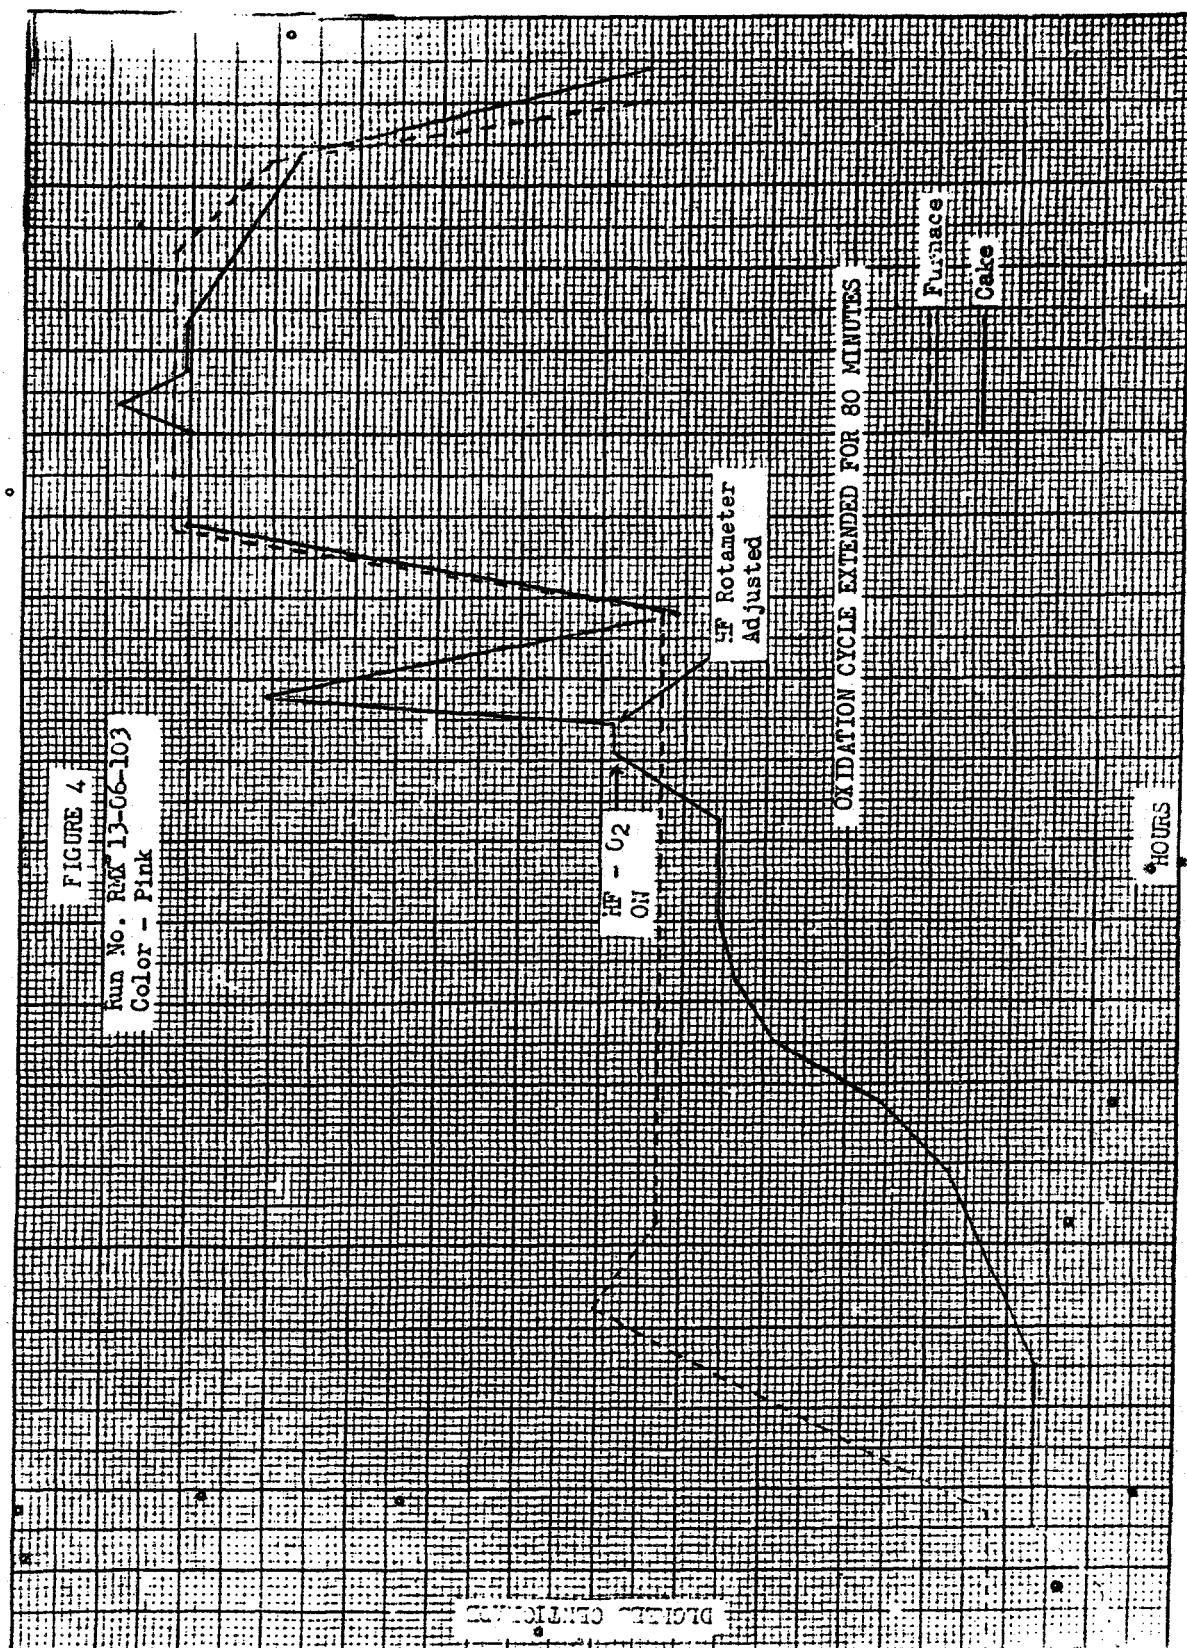 FIGURE 4
Run No. RMX 13-06-103
Color - Pink
HF - O2
ON
HF Rotameter
Adjusted
OXIDATION CYCLE EXTENDED FOR 80 MINUTES
Furnace
Cake
HOURS